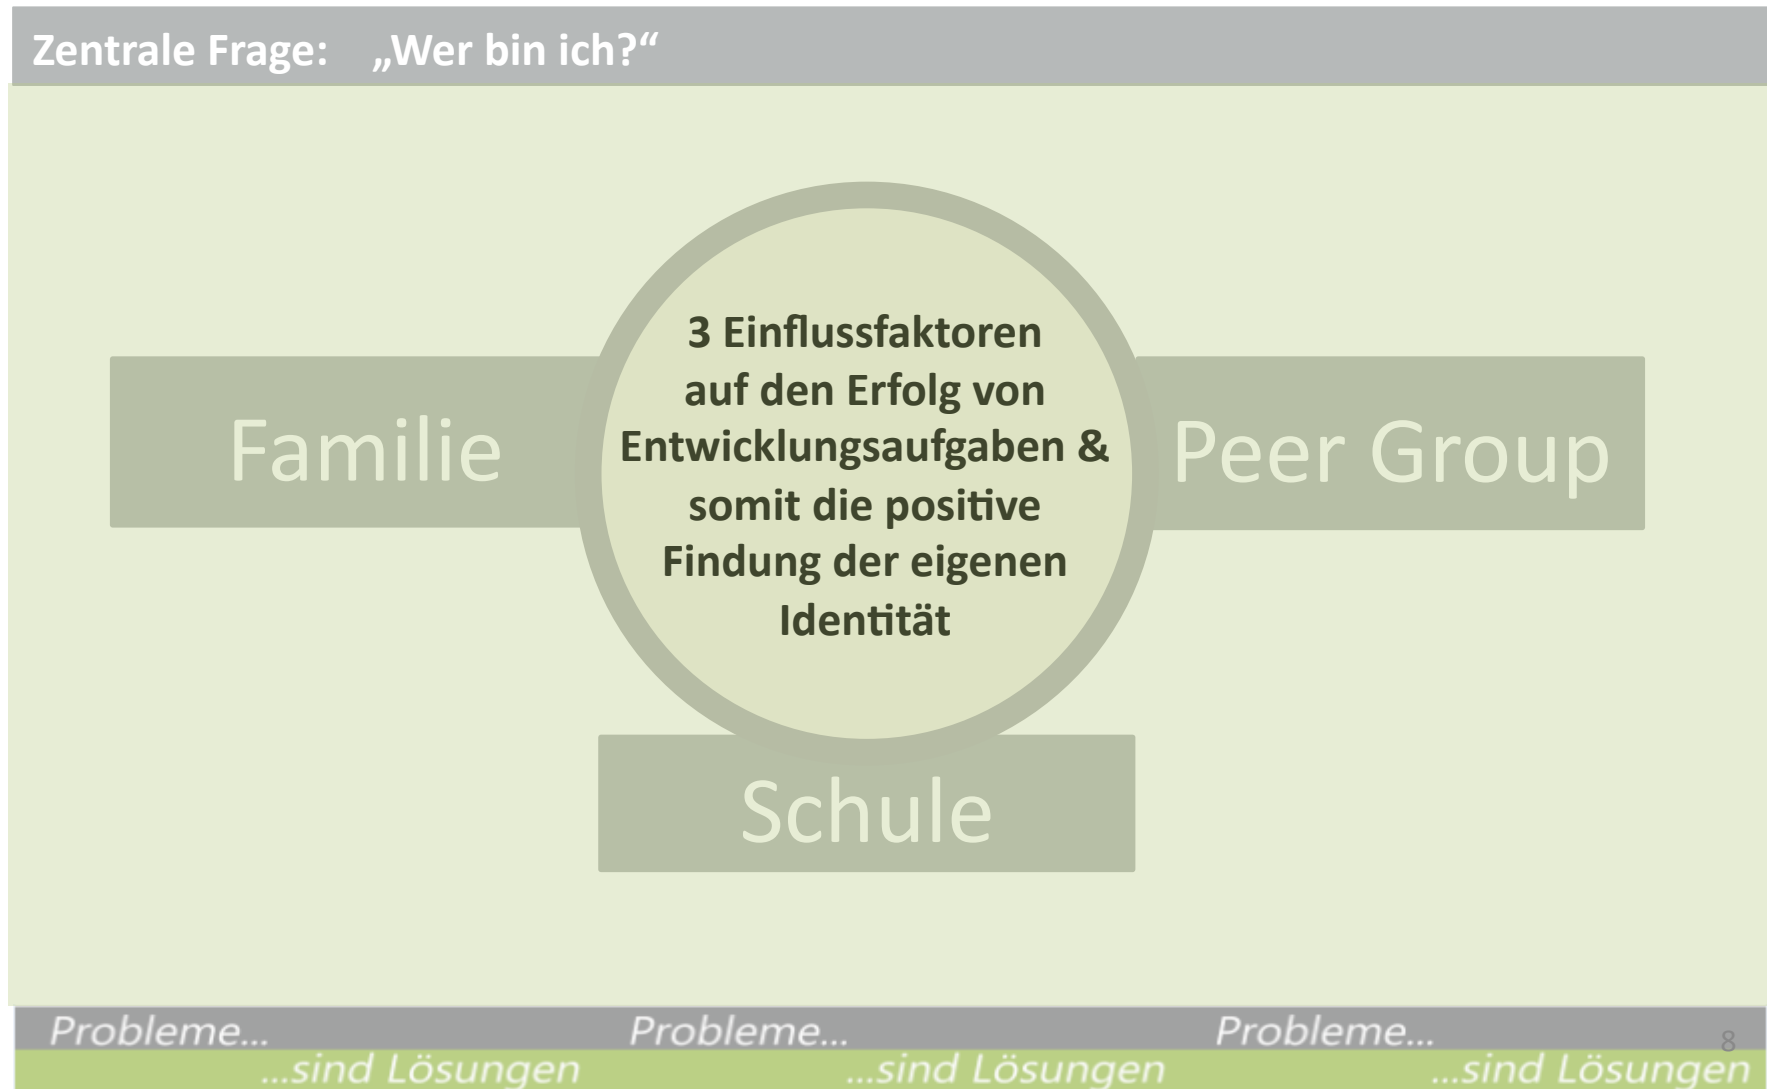 Zentrale Frage: „Wer bin ich?“
3 Einflussfaktoren
auf den Erfolg von
Entwicklungsaufgaben &
somit die positive
Findung der eigenen
Identität
Familie
Peer Group
Schule
Probleme... Probleme... Probleme...
8
...sind Lösungen ...sind Lösungen ...sind Lösungen